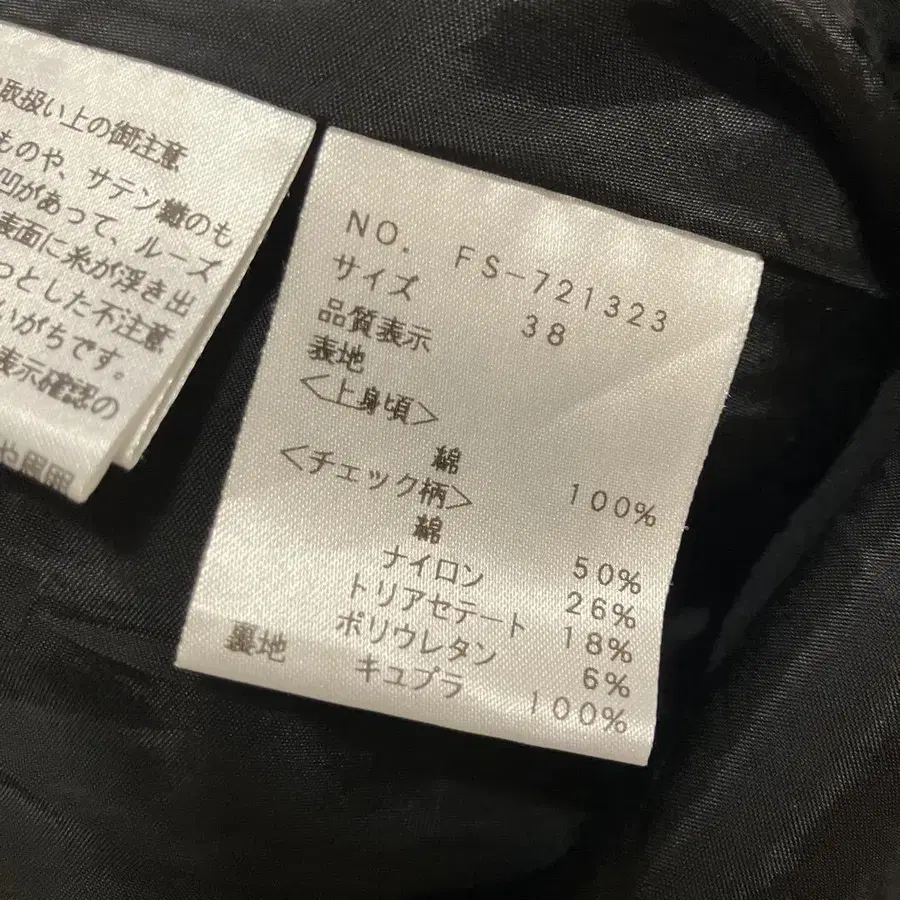 取扱い上の御注意
ものや、サテン織のも
凹があって、ルーズ
表面に糸が浮き出
っとした不注意
いがちです。
表示確認の
NO. FS-721323
サイズ 38
品質表示
表地
<上身頃>
綿 100%
<チェック柄>
綿 50%
ナイロン 26%
トリアセテート 18%
ポリウレタン 6%
裏地 キュプラ 100%